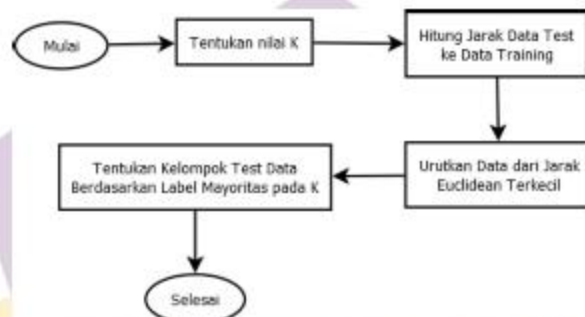 Mulai
Tentukan nilai K
Hitung Jarak Data Test
ke Data Training
Urutkan Data dari Jarak
Euclidean Terkecil
Tentukan Kelompok Test Data
Berdasarkan Label Mayoritas pada K
Selesai